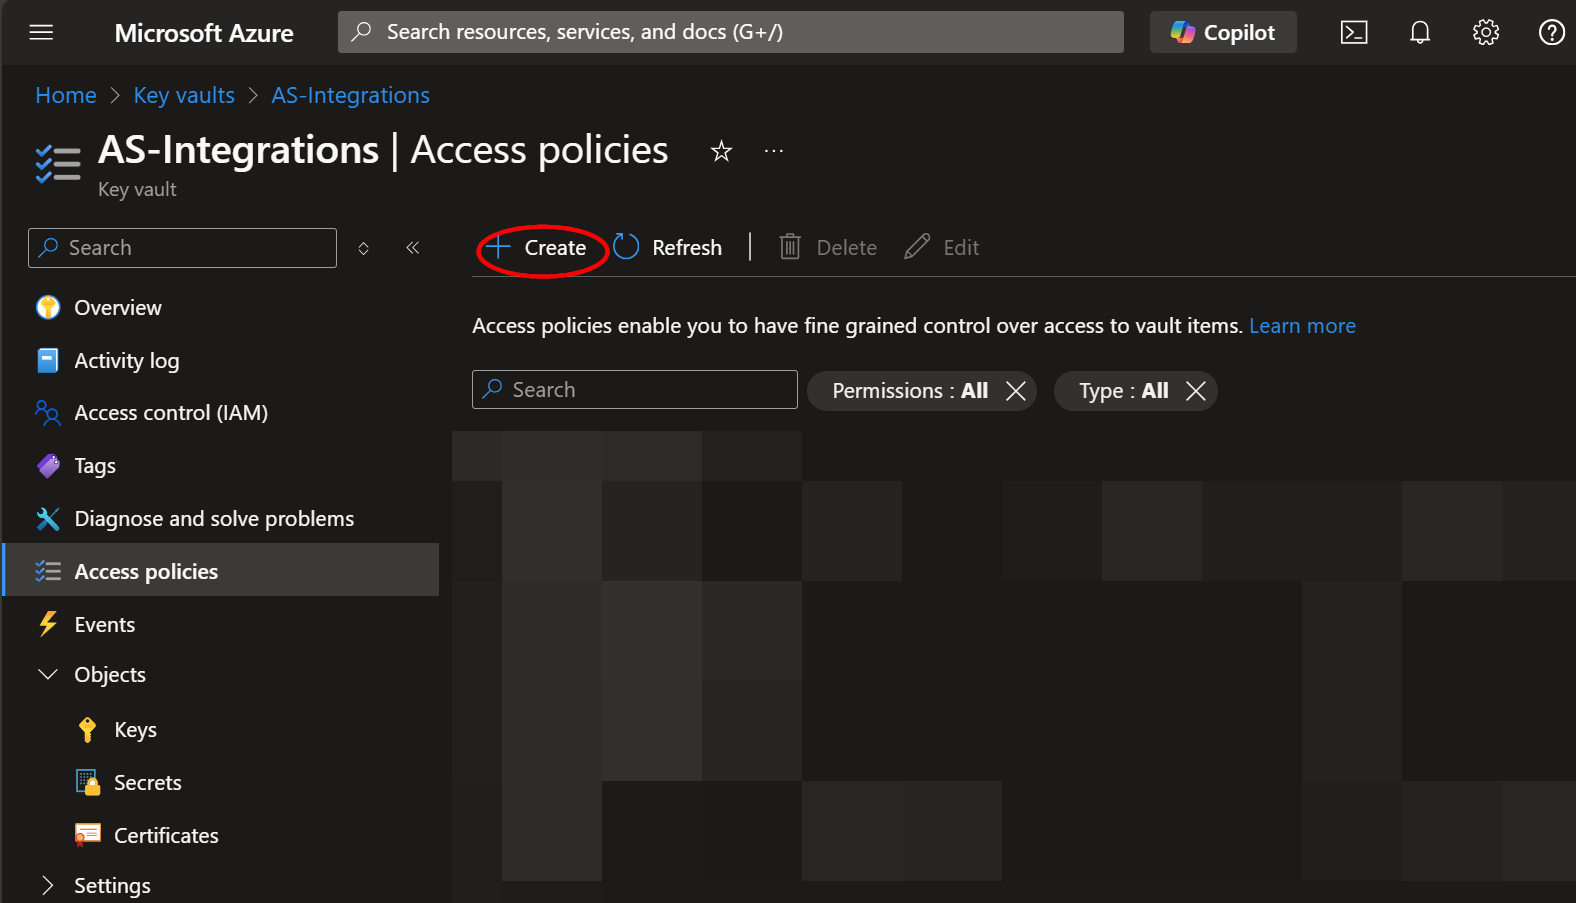 Microsoft Azure
Search resources, services, and docs (G+/)
Copilot
Home > Key vaults > AS-Integrations
AS-Integrations | Access policies
Key vault
Search
Create
Refresh
Delete
Edit
Overview
Activity log
Access control (IAM)
Tags
Diagnose and solve problems
Access policies
Events
Objects
Keys
Secrets
Certificates
Settings
Access policies enable you to have fine grained control over access to vault items. Learn more
Search
Permissions : All
Type : All